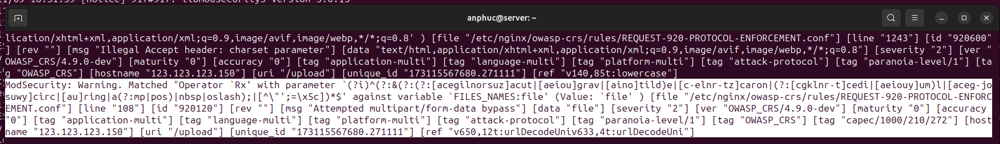 anphuc@server: ~
lication/xhtml+xml,application/xml;q=0.9,image/avif,image/webp,*/*;q=0.8' ) [file "/etc/nginx/owasp-crs/rules/REQUEST-920-PROTOCOL-ENFORCEMENT.conf"] [line "1243"] [id "920600"
] [rev ""] [msg "Illegal Accept header: charset parameter"] [data "text/html,application/xhtml+xml,application/xml;q=0.9,image/avif,image/webp,*/*;q=0.8"] [severity "2"] [ver "
OWASP_CRS/4.9.0-dev"] [maturity "0"] [accuracy "0"] [tag "application-multi"] [tag "language-multi"] [tag "platform-multi"] [tag "attack-protocol"] [tag "paranoia-level/1"] [ta
g "OWASP_CRS"] [hostname "123.123.123.150"] [uri "/upload"] [unique_id "173115567680.271111"] [ref "v140,85t:lowercase"]
ModSecurity: Warning. Matched "Operator `Rx' with parameter `(?i)^(?:&(?:(?:[acegilnorsuz]acut|[aeiou]grav|[aino]tild)e|[c-elnr-tz]caron|(?:[cgklnr-t]cedi|[aeiouy]um)l|[aceg-jo
suwy]circ|[au]ring|a(?:mp|pos)|nbsp|oslash);|[^\"';=\x5c])*$' against variable `FILES_NAMES:file' (Value: `file' ) [file "/etc/nginx/owasp-crs/rules/REQUEST-920-PROTOCOL-ENFORC
EMENT.conf"] [line "108"] [id "920120"] [rev ""] [msg "Attempted multipart/form-data bypass"] [data "file"] [severity "2"] [ver "OWASP_CRS/4.9.0-dev"] [maturity "0"] [accuracy 
"0"] [tag "application-multi"] [tag "language-multi"] [tag "platform-multi"] [tag "attack-protocol"] [tag "paranoia-level/1"] [tag "OWASP_CRS"] [tag "capec/1000/210/272"] [host
name "123.123.123.150"] [uri "/upload"] [unique_id "173115567680.271111"] [ref "v650,12t:urlDecodeUniv633,4t:urlDecodeUni"]